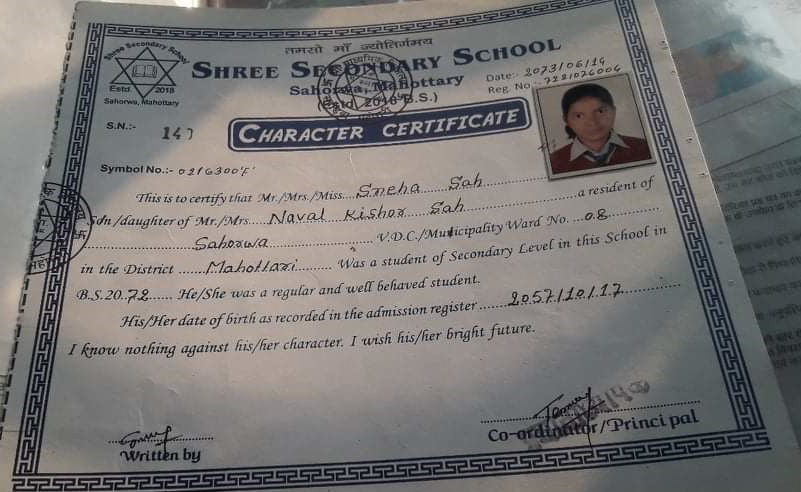 तमसो माँ ज्योतिर्गमय
Shree Secondary School
Estd. 2018
Sahorwa, Mahottary
SHREE SECONDARY SCHOOL
Sahorwa, Mahottary
(Estd. 2018 B.S.)
Date:- 2073/06/14
Reg. No:- 7221076004
S.N.:- 147
CHARACTER CERTIFICATE
Symbol No.:- 0216300'F'
This is to certify that Mr./Mrs./Miss. Sneha Sah
Son/daughter of Mr./Mrs. Naval Kishor Sah a resident of
Sahorwa V.D.C./Municipality Ward No. 08
in the District Mahottari Was a student of Secondary Level in this School in
B.S.20.72 He/She was a regular and well behaved student.
His/Her date of birth as recorded in the admission register 2057/10/17
I know nothing against his/her character. I wish his/her bright future.
Written by
Co-ordinator/Principal